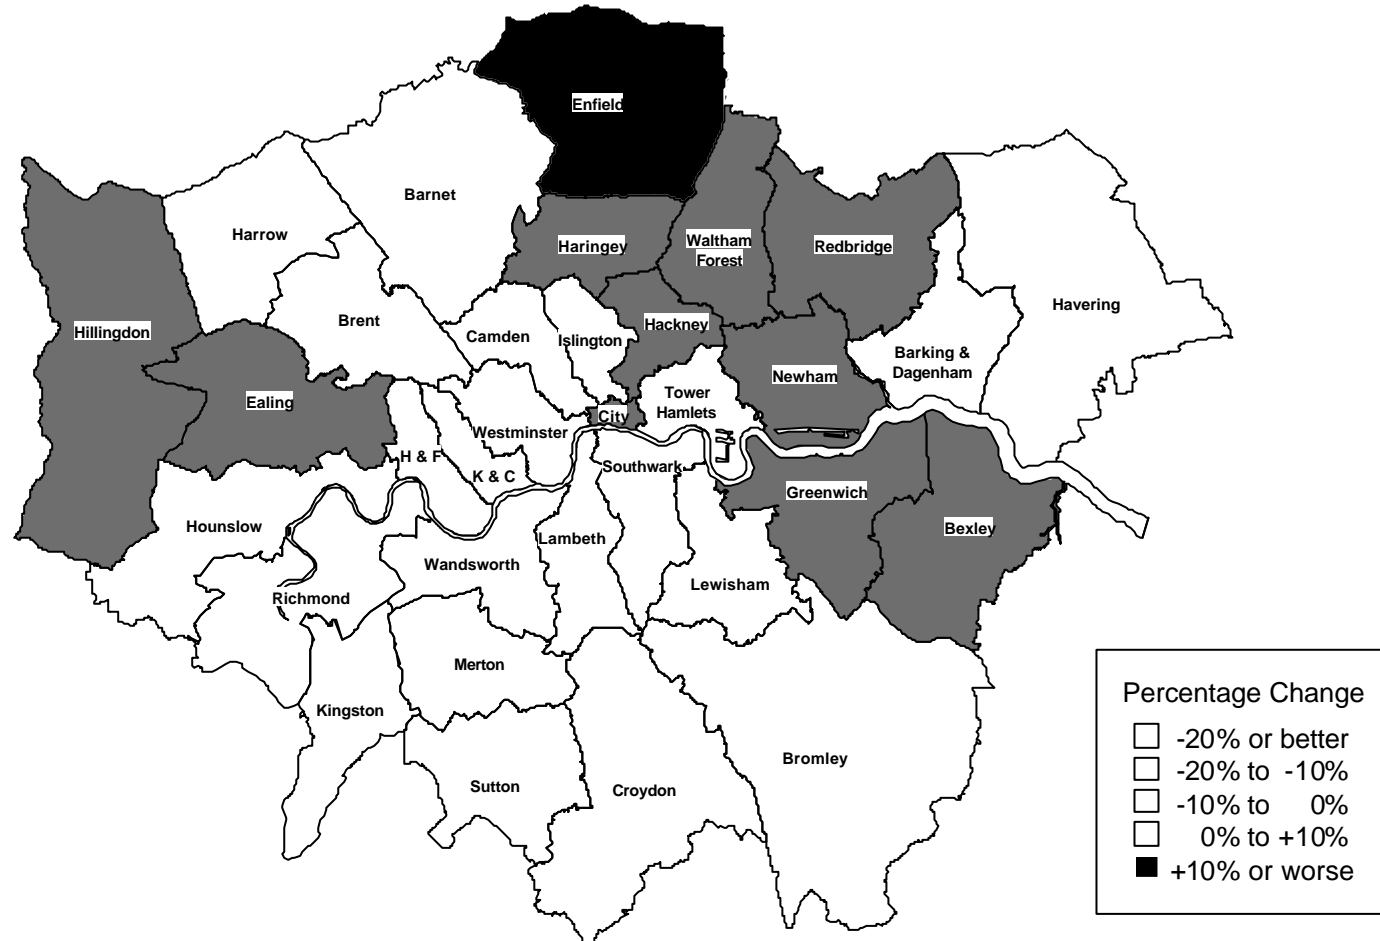 Enfield
Barnet
Harrow
Haringey
Waltham
Forest
Redbridge
Havering
Hillingdon
Brent
Camden
Islington
Hackney
Barking &
Dagenham
Newham
Ealing
Tower
Hamlets
City
Westminster
H & F
K & C
Southwark
Greenwich
Hounslow
Lambeth
Bexley
Wandsworth
Lewisham
Richmond
Merton
Kingston
Bromley
Sutton
Croydon
Percentage Change
-20% or better
-20% to -10%
-10% to 0%
0% to +10%
+10% or worse